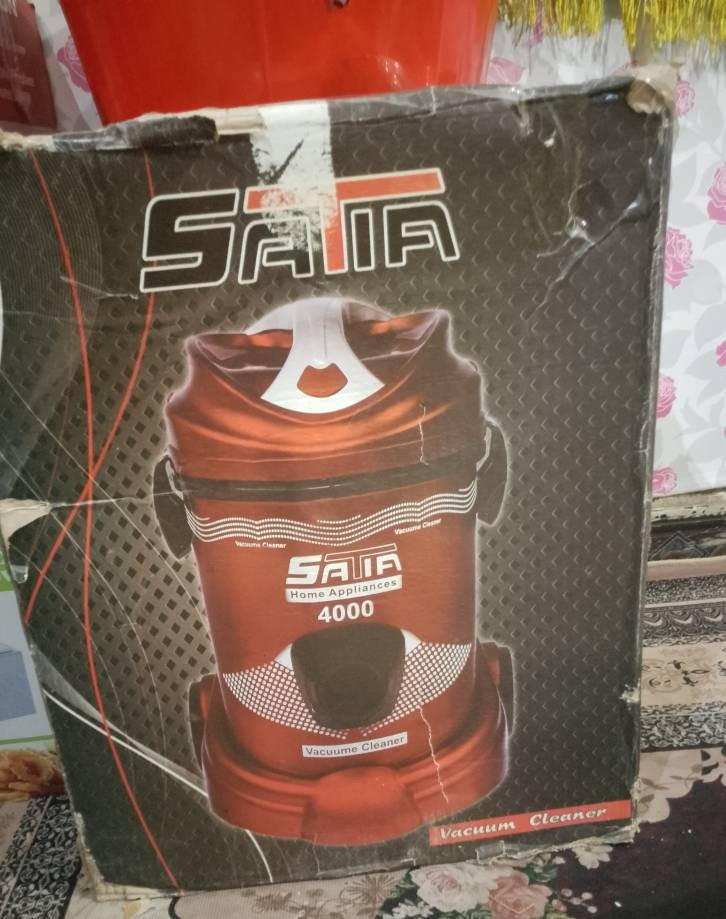 SATIA
Vacuume Cleaner
Vacuume Cleaner
SATIA
Home Appliances
4000
Vacuume Cleaner
Vacuum Cleaner